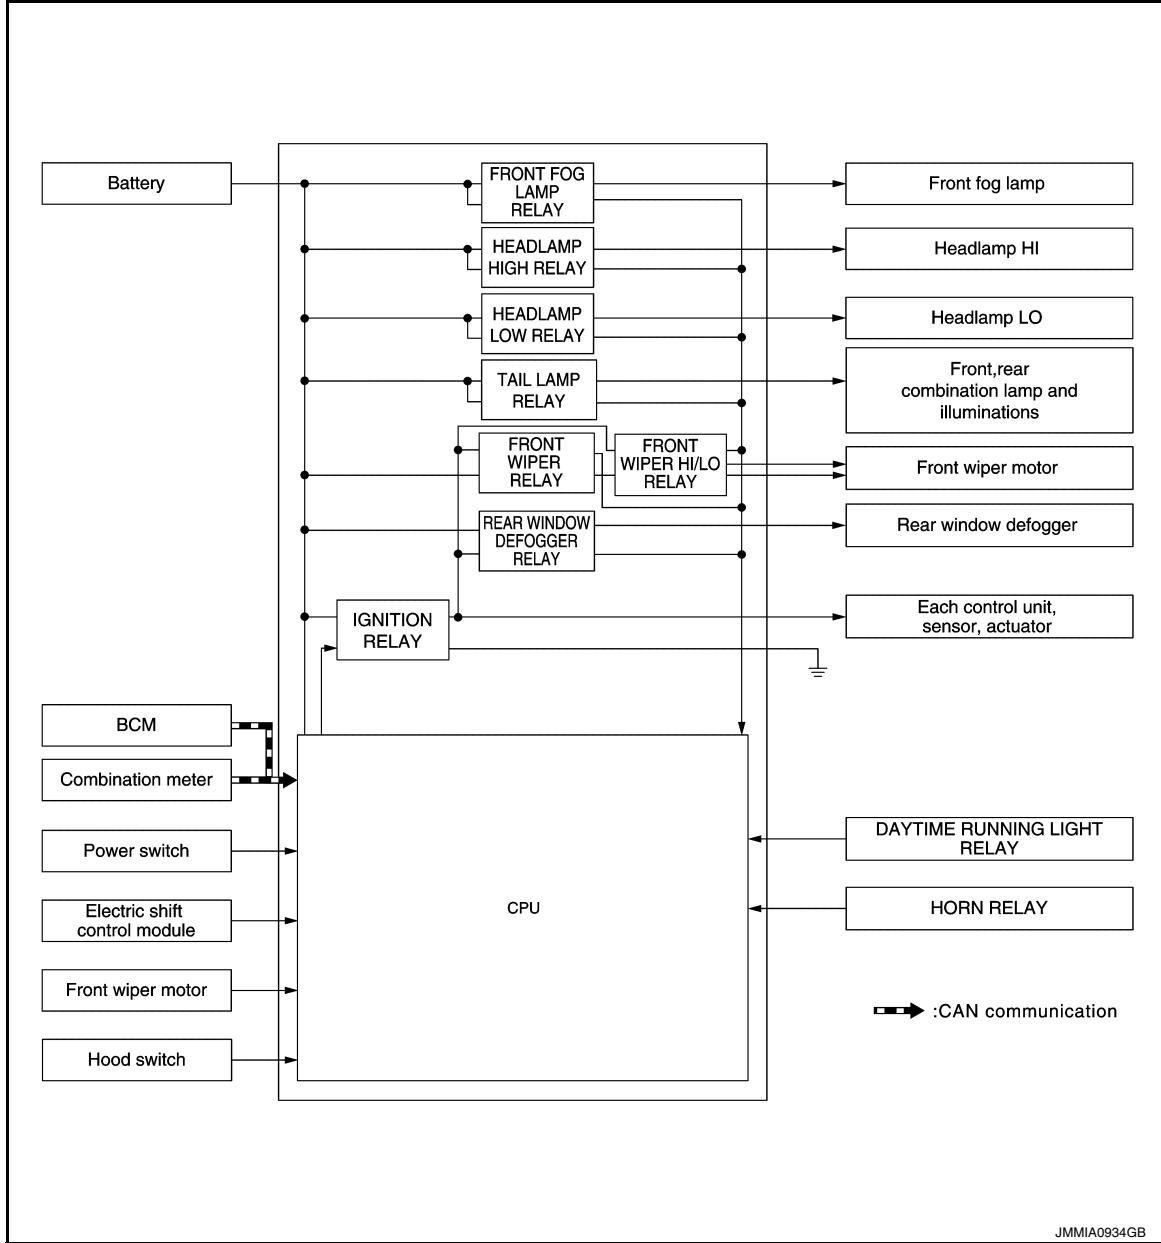 Battery
FRONT FOG
LAMP
RELAY
Front fog lamp
HEADLAMP
HIGH RELAY
Headlamp HI
HEADLAMP
LOW RELAY
Headlamp LO
TAIL LAMP
RELAY
Front,rear
combination lamp and
illuminations
FRONT
WIPER
RELAY
FRONT
WIPER HI/LO
RELAY
Front wiper motor
REAR WINDOW
DEFOGGER
RELAY
Rear window defogger
IGNITION
RELAY
Each control unit,
sensor, actuator
BCM
Combination meter
Power switch
Electric shift
control module
Front wiper motor
Hood switch
CPU
DAYTIME RUNNING LIGHT
RELAY
HORN RELAY
:CAN communication
JMMIA0934GB